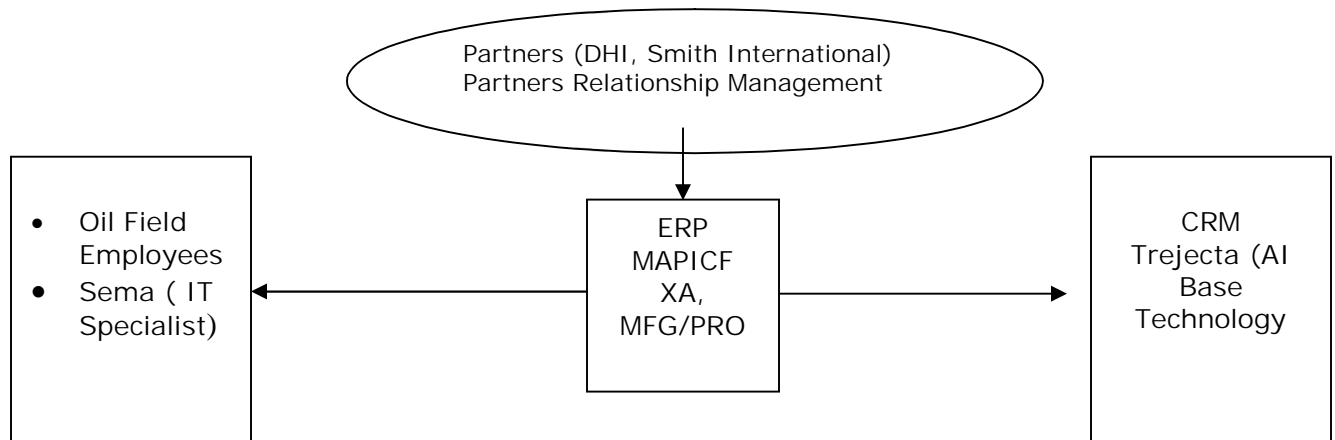 Partners (DHI, Smith International)
Partners Relationship Management
• Oil Field
Employees
• Sema ( IT
Specialist)
ERP
MAPICF
XA,
MFG/PRO
CRM
Trejecta (AI
Base
Technology